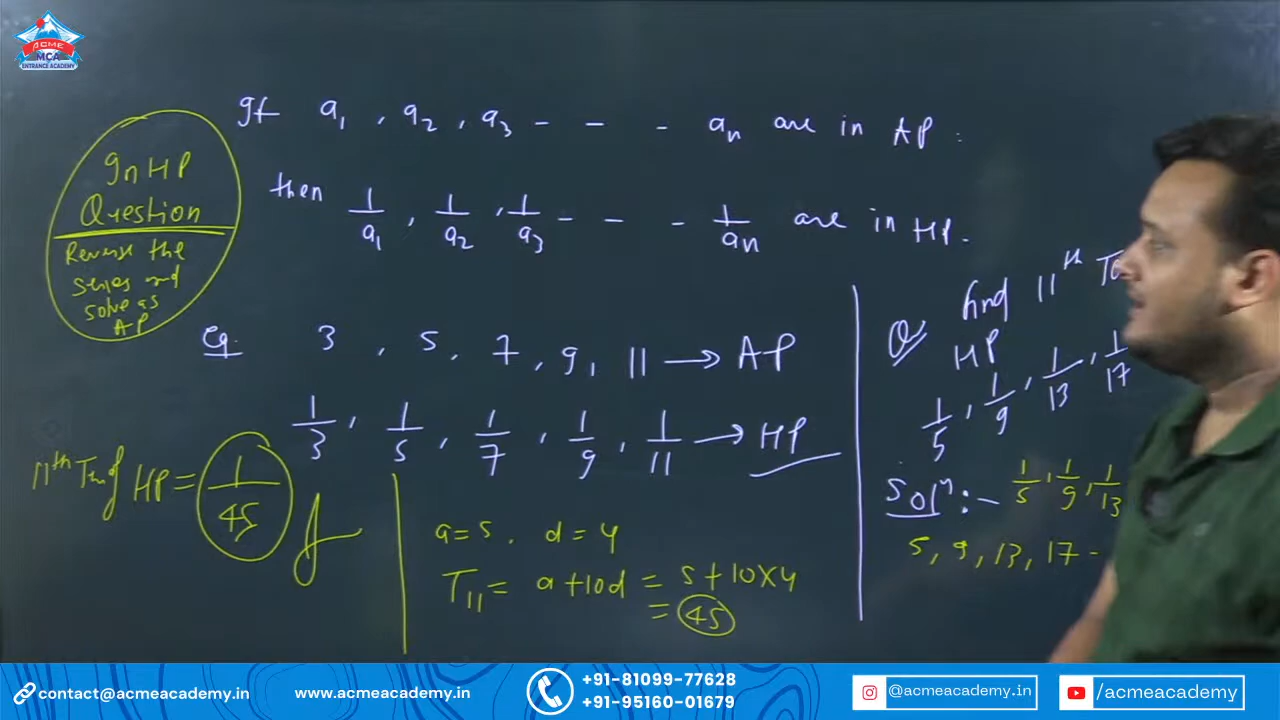 ACME
MCA
ENTRANCE ACADEMY
If a1 , a2 , a3 - - - an are in AP .
then 1/a1 , 1/a2 , 1/a3 - - - 1/an are in HP.
In HP
Question
Reverse the
series and
solve as
AP
Eg. 3 , 5 , 7 , 9 , 11 → AP
1/3 , 1/5 , 1/7 , 1/9 , 1/11 → HP
11th Tm of HP = 1/45
a = 5 , d = 4
T11 = a + 10d = 5 + 10 × 4
= 45
Q find 11th
HP
1/5 , 1/9 , 1/13 , 1/17
Soln :- 1/5 , 1/9 , 1/13
5 , 9 , 13 , 17 -
contact@acmeacademy.in
www.acmeacademy.in
+91-81099-77628
+91-95160-01679
@acmeacademy.in
/acmeacademy